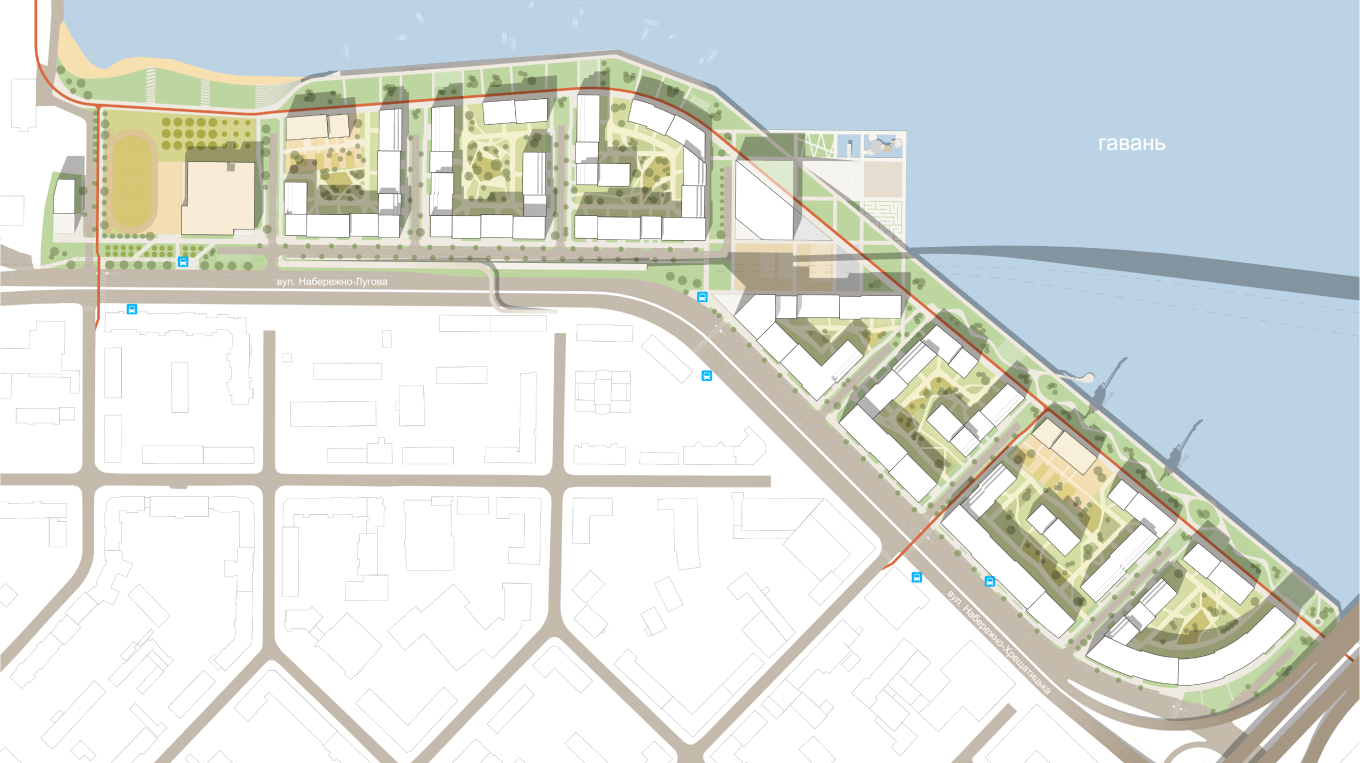 гавань
вул. Набережно-Лугова
вул. Набережно-Хрещатицька